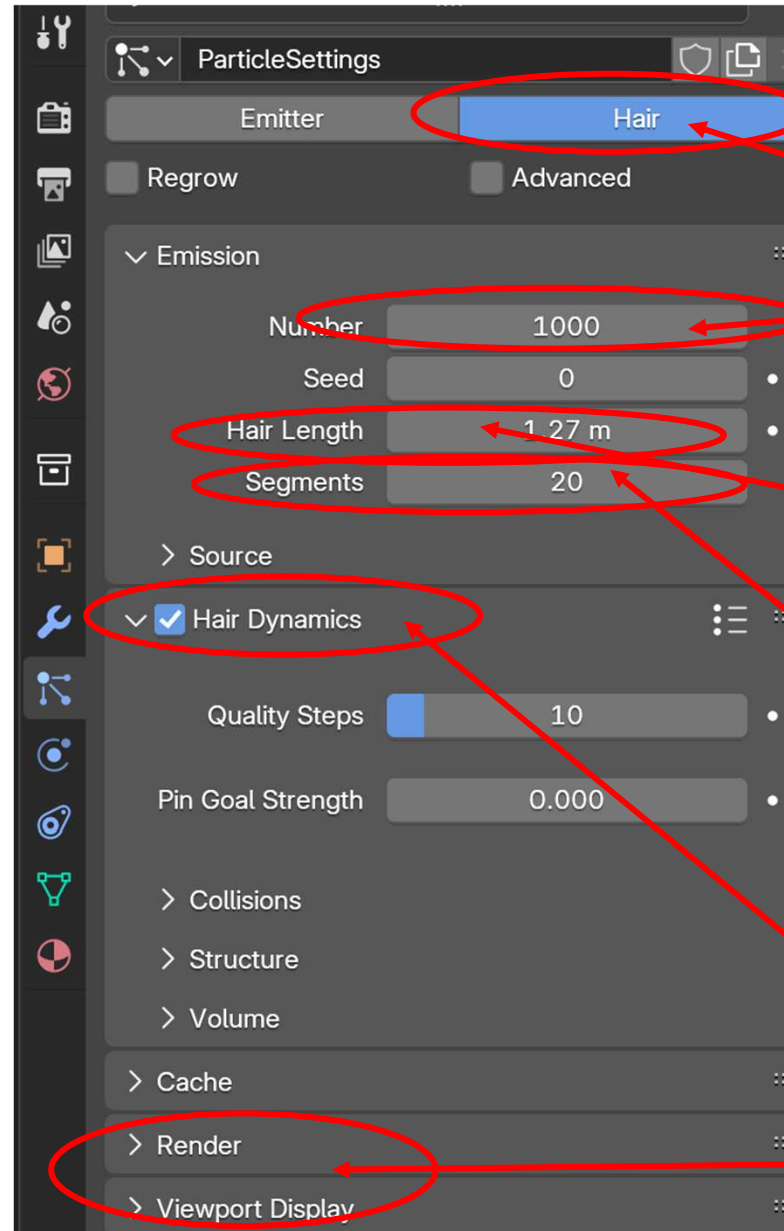 ParticleSettings
Emitter Hair
Regrow Advanced
Emission
Number 1000
Seed 0
Hair Length 1.27 m
Segments 20
Source
Hair Dynamics
Quality Steps 10
Pin Goal Strength 0.000
Collisions
Structure
Volume
Cache
Render
Viewport Display